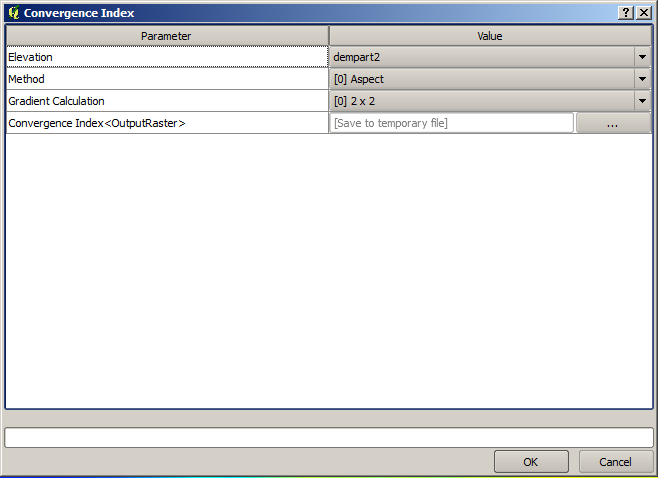 Convergence Index
Parameter Value
Elevation dempart2
Method [0] Aspect
Gradient Calculation [0] 2 x 2
Convergence Index<OutputRaster> [Save to temporary file] ...
OK Cancel